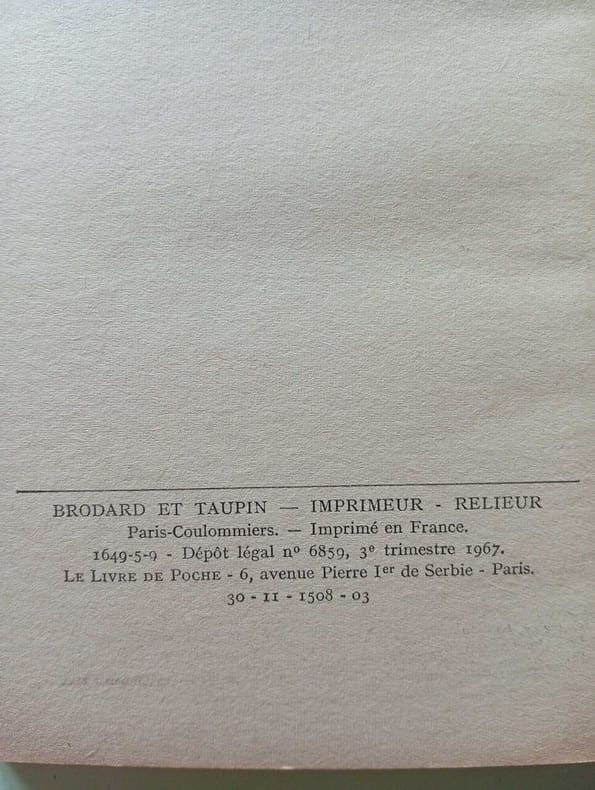 BRODARD ET TAUPIN — IMPRIMEUR - RELIEUR
Paris-Coulommiers. — Imprimé en France.
1649-5-9 - Dépôt légal nº 6859, 3ᵉ trimestre 1967.
LE LIVRE DE POCHE - 6, avenue Pierre Iᵉʳ de Serbie - Paris.
30 - 11 - 1508 - 03